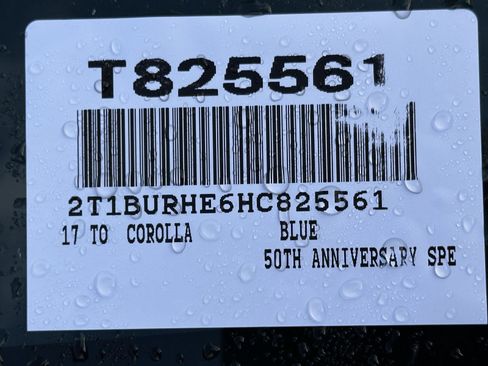 T825561
2T1BURHE6HC825561
17 TO COROLLA BLUE
50TH ANNIVERSARY SPE